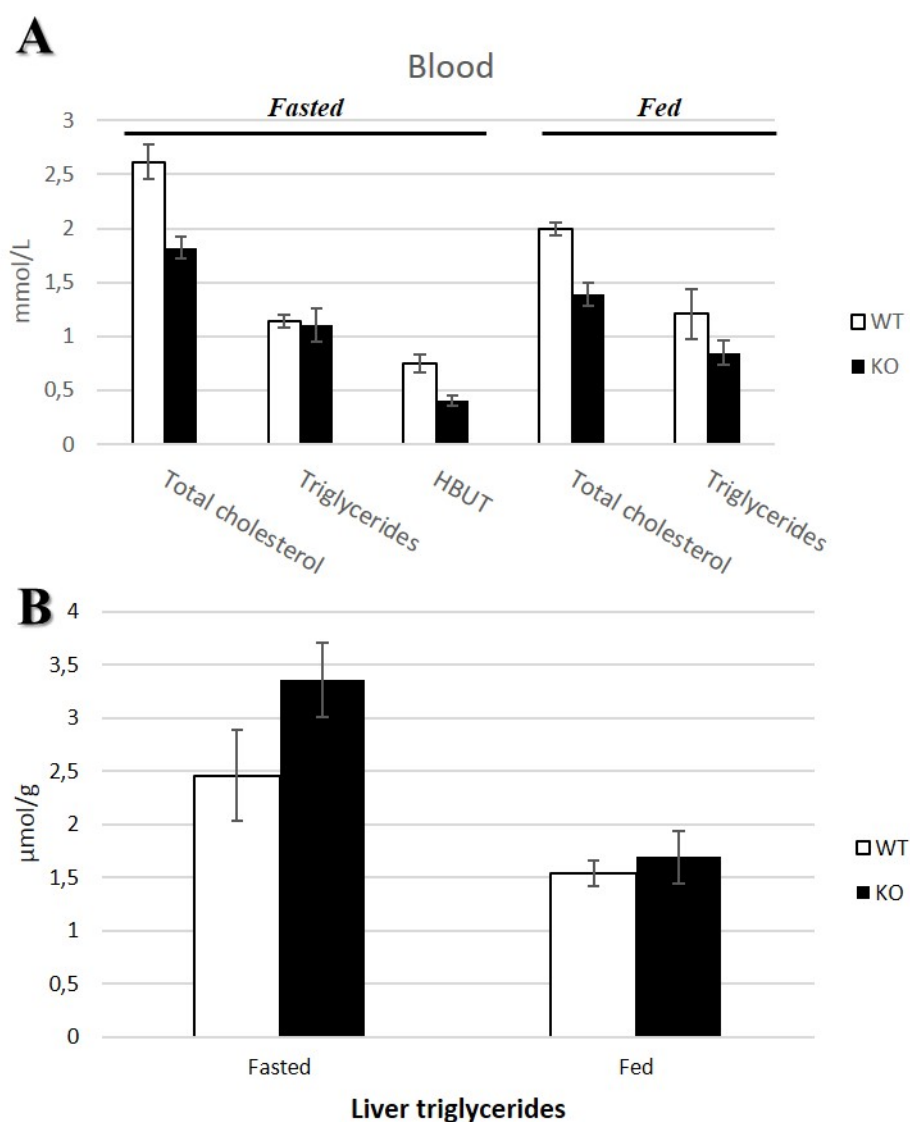 A
Blood
Fasted
Fed
3
2,5
2
1,5
1
0,5
0
mmol/L
Total cholesterol
Triglycerides
HBUT
Total cholesterol
Triglycerides
WT
KO
B
4
3,5
3
2,5
2
1,5
1
0,5
0
µmol/g
Fasted
Fed
WT
KO
Liver triglycerides